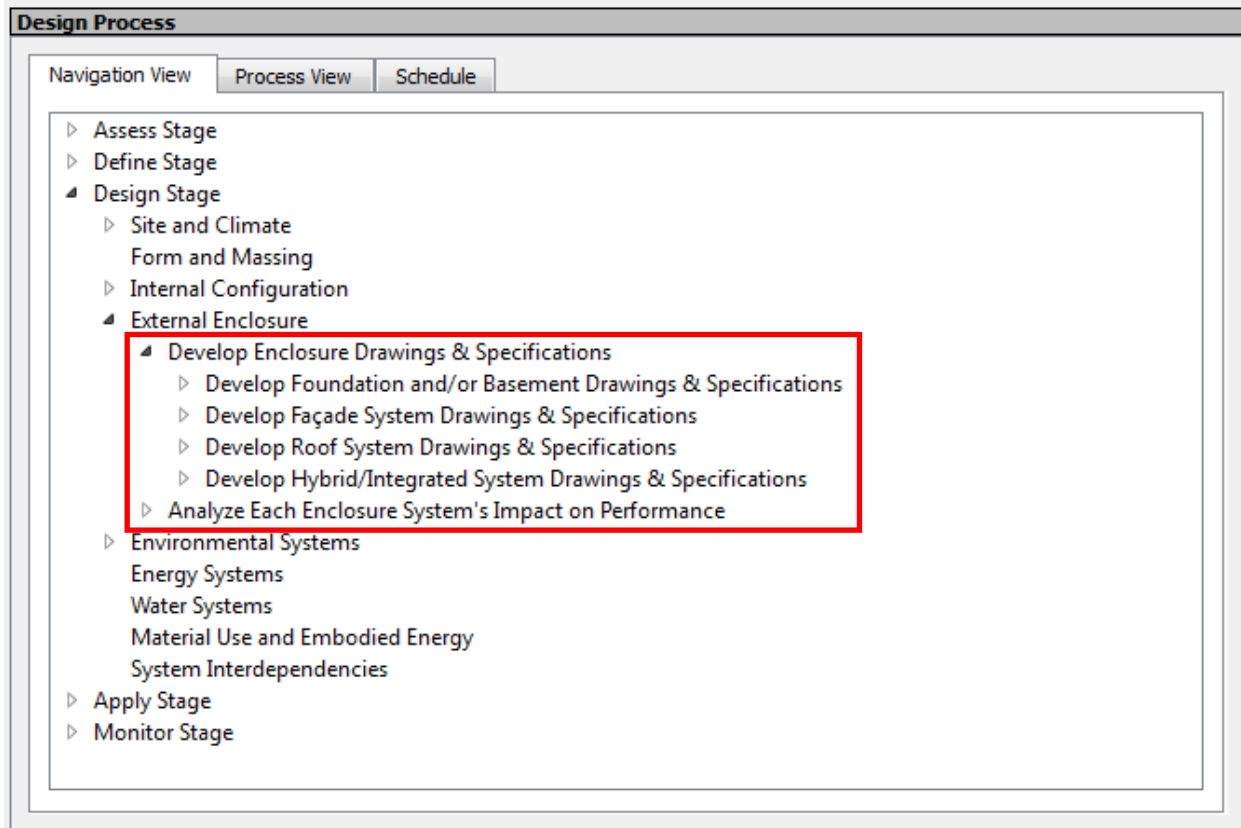 Design Process
Navigation View Process View Schedule
Assess Stage
Define Stage
Design Stage
Site and Climate
Form and Massing
Internal Configuration
External Enclosure
Develop Enclosure Drawings & Specifications
Develop Foundation and/or Basement Drawings & Specifications
Develop Façade System Drawings & Specifications
Develop Roof System Drawings & Specifications
Develop Hybrid/Integrated System Drawings & Specifications
Analyze Each Enclosure System's Impact on Performance
Environmental Systems
Energy Systems
Water Systems
Material Use and Embodied Energy
System Interdependencies
Apply Stage
Monitor Stage